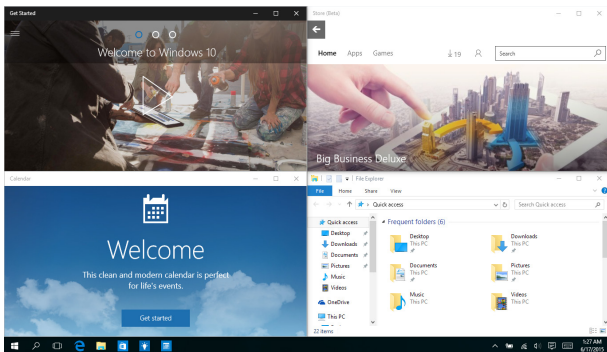 Get Started
Welcome to Windows 10
Store (Beta)
Home Apps Games 19 Search
Big Business Deluxe
Calendar
Welcome
This clean and modern calendar is perfect
for life's events.
Get started
File Explorer
File Home Share View
Quick access Search Quick access
Quick access
Desktop
Downloads
Documents
Pictures
Music
Videos
OneDrive
This PC
Frequent folders (6)
Desktop
This PC
Downloads
This PC
Documents
This PC
Pictures
This PC
Music
This PC
Videos
This PC
22 items
1:27 AM
6/17/2015